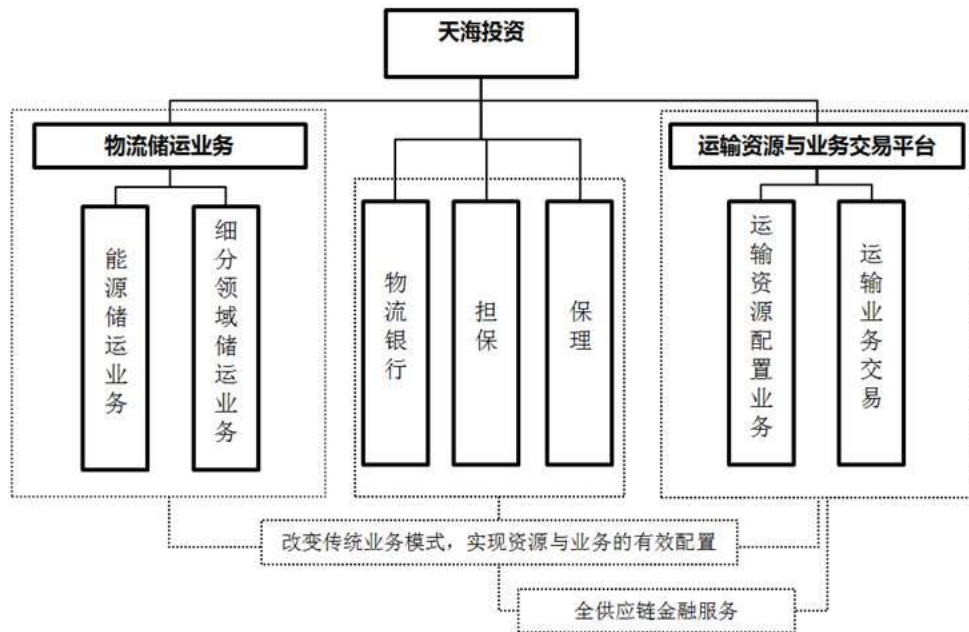 天海投资
物流储运业务
运输资源与业务交易平台
能源储运业务
细分领域储运业务
物流银行
担保
保理
运输资源配置业务
运输业务交易
改变传统业务模式，实现资源与业务的有效配置
全供应链金融服务